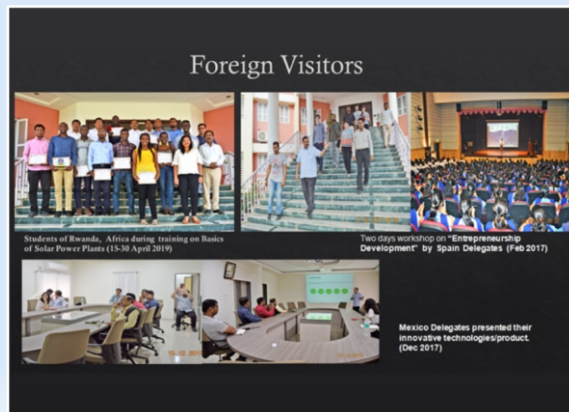 Foreign Visitors
Students of Rwanda, Africa during training on Basics
of Solar Power Plants (15-30 April 2019)
Two days workshop on "Entrepreneurship
Development" by Spain Delegates (Feb 2017)
Mexico Delegates presented their
innovative technologies/product.
(Dec 2017)